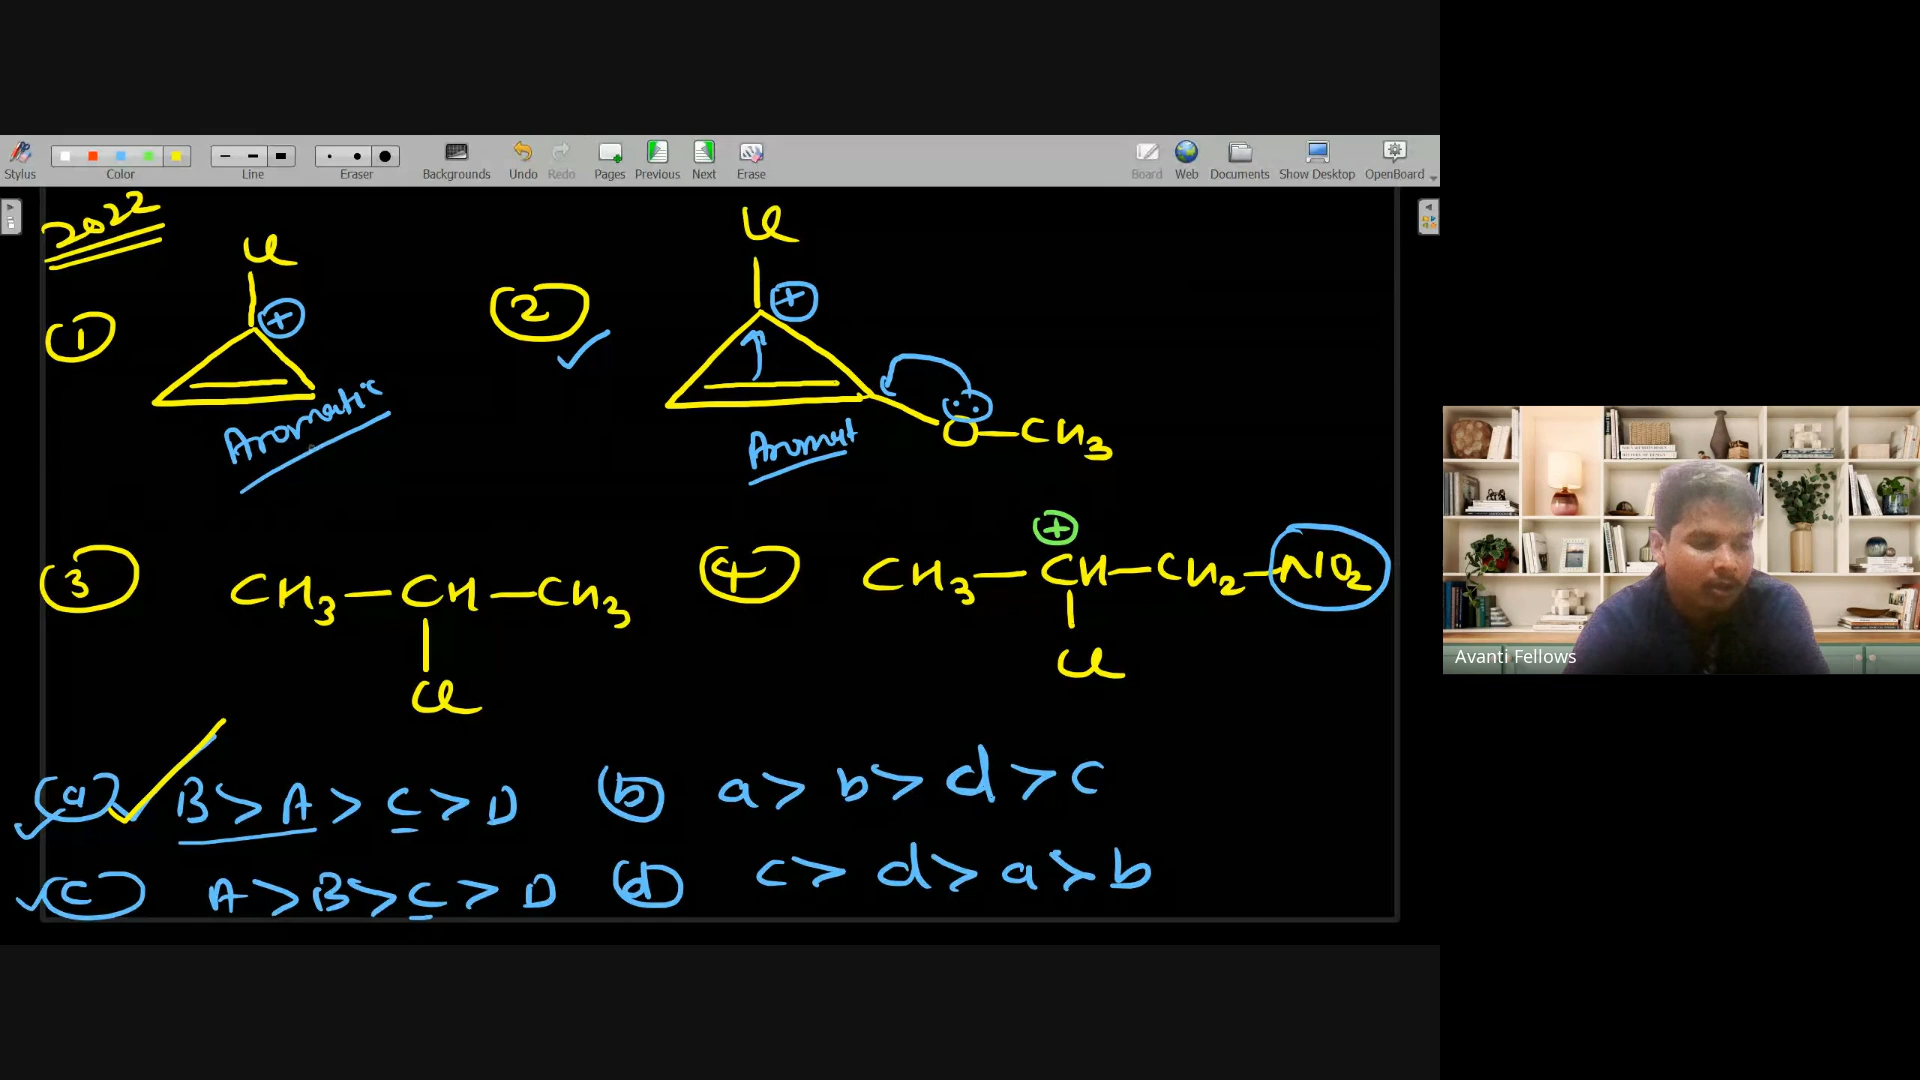 Stylus
Color
Line
Eraser
Backgrounds
Undo
Redo
Pages
Previous
Next
Erase
Board
Web
Documents
Show Desktop
OpenBoard
2022
① Cl ⊕ Aromatic
② Cl ⊕ O—CH3 Aromat
③ CH3—CH—CH3
Cl
④ CH3—CH—CH2—NO2
⊕
Cl
(a) B > A > C > D
(b) a > b > d > c
(c) A > B > C > D
(d) c > d > a > b
Avanti Fellows